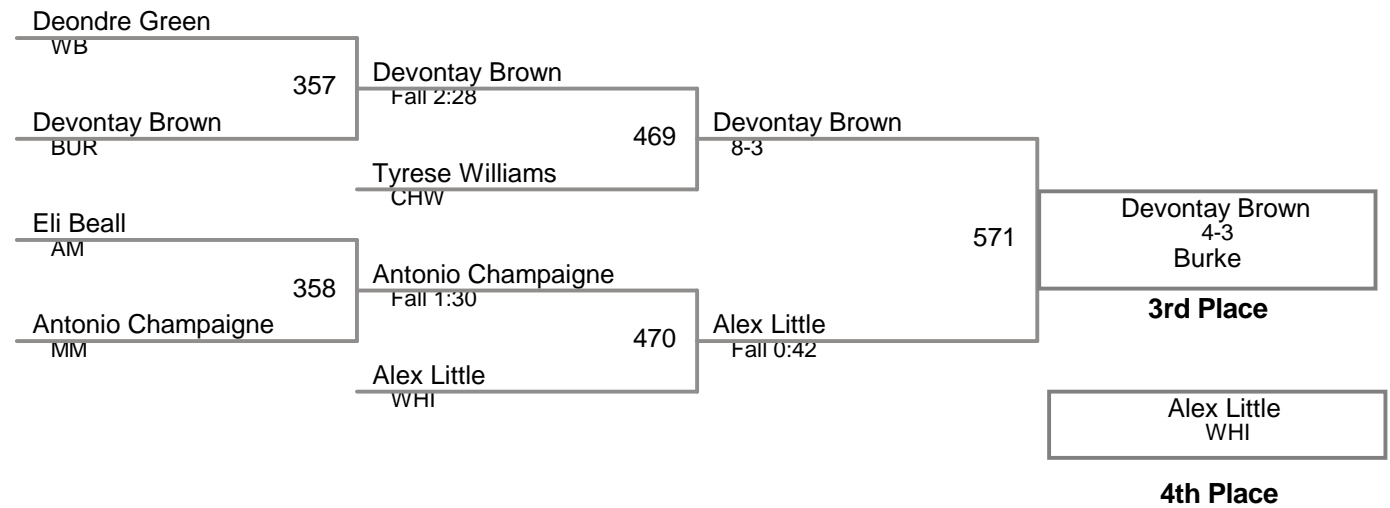 Deondre Green
WB
357
Devontay Brown
Fall 2:28
Devontay Brown
BUR
469
Devontay Brown
8-3
Tyrese Williams
CHW
Eli Beall
AM
571
Devontay Brown
4-3
Burke
3rd Place
358
Antonio Champaigne
Fall 1:30
Antonio Champaigne
MM
470
Alex Little
Fall 0:42
Alex Little
WHI
Alex Little
WHI
4th Place